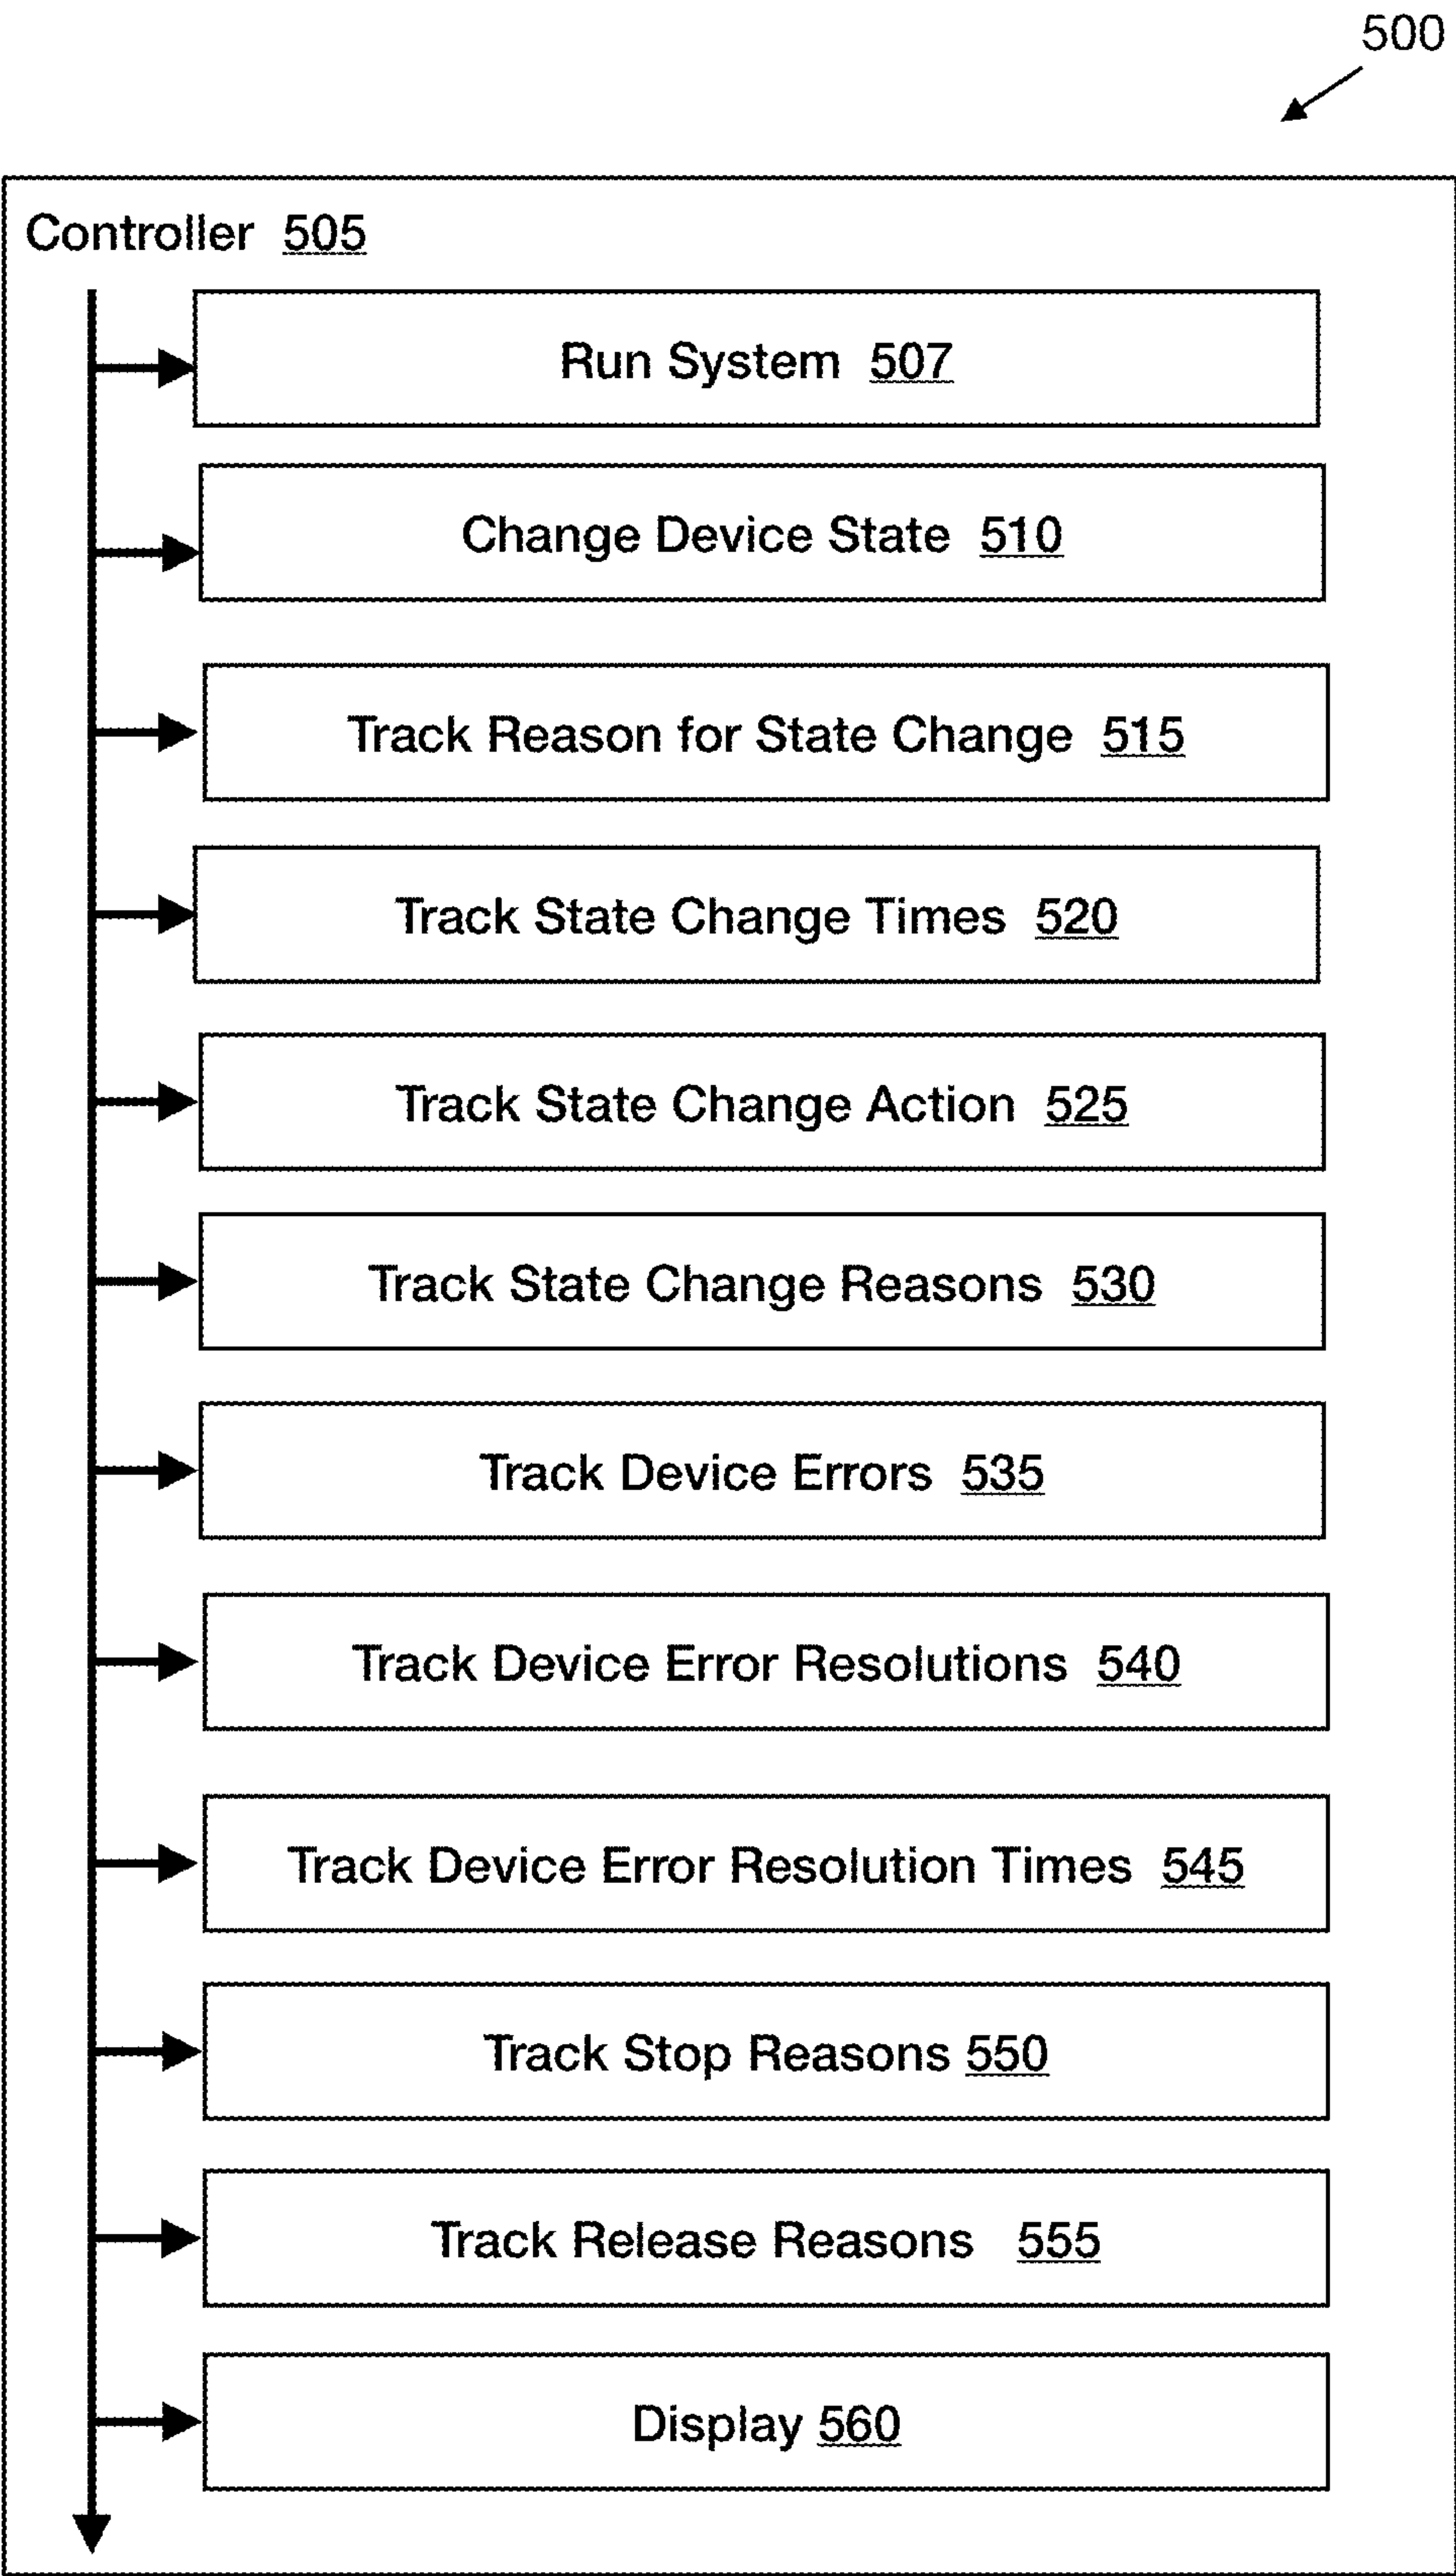 500
Controller 505
Run System 507
Change Device State 510
Track Reason for State Change 515
Track State Change Times 520
Track State Change Action 525
Track State Change Reasons 530
Track Device Errors 535
Track Device Error Resolutions 540
Track Device Error Resolution Times 545
Track Stop Reasons 550
Track Release Reasons 555
Display 560